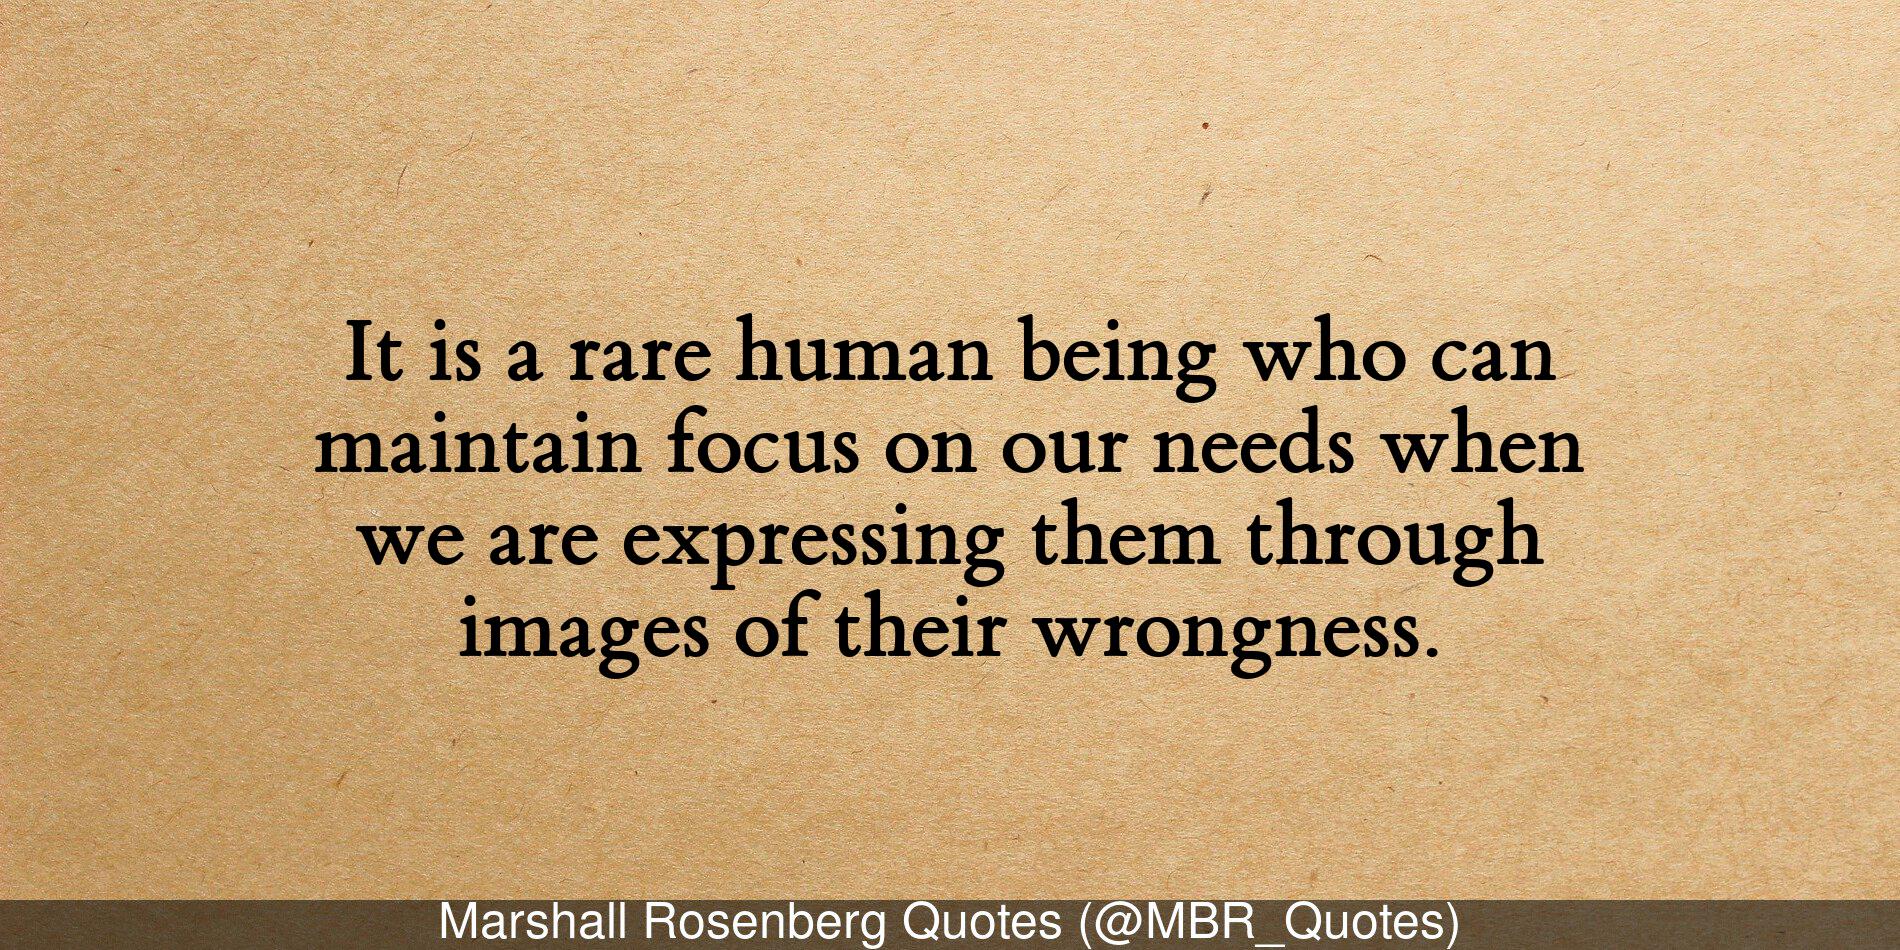 It is a rare human being who can
maintain focus on our needs when
we are expressing them through
images of their wrongness.
Marshall Rosenberg Quotes (@MBR_Quotes)